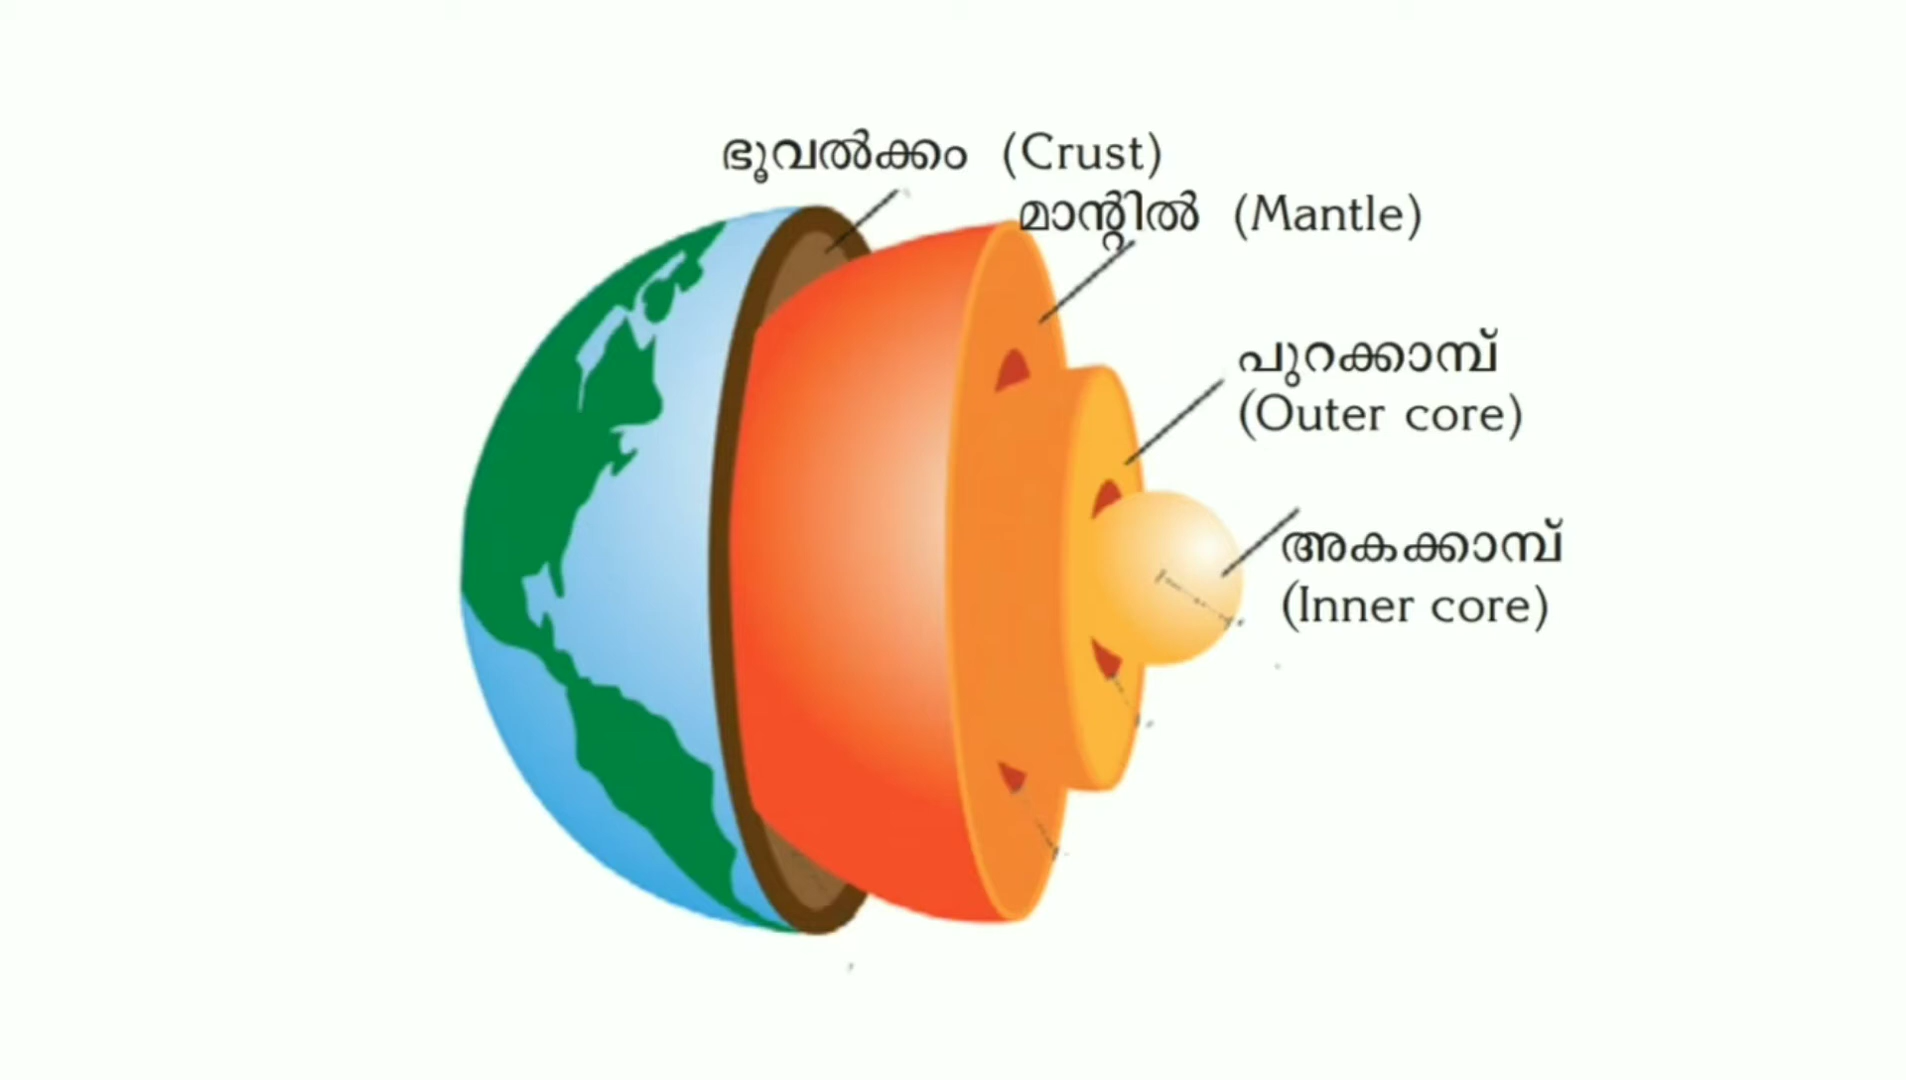 ഭൂവൽക്കം (Crust)
മാന്റിൽ (Mantle)
പുറക്കാമ്പ്
(Outer core)
അകക്കാമ്പ്
(Inner core)